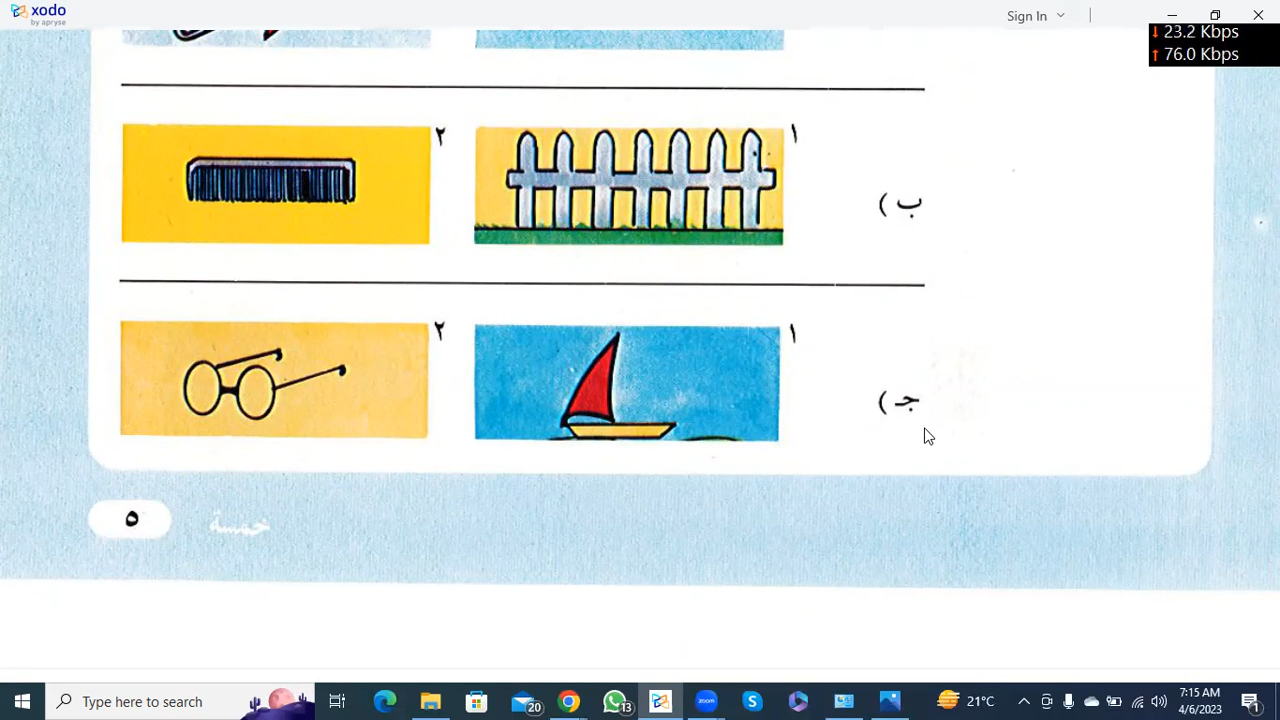 xodo
by apryse
Sign In
↓ 23.2 Kbps
↑ 76.0 Kbps
١
٢
ب )
١
٢
جـ )
خمسة
٥
Type here to search
20
13
zoom
21°C
7:15 AM
4/6/2023
1